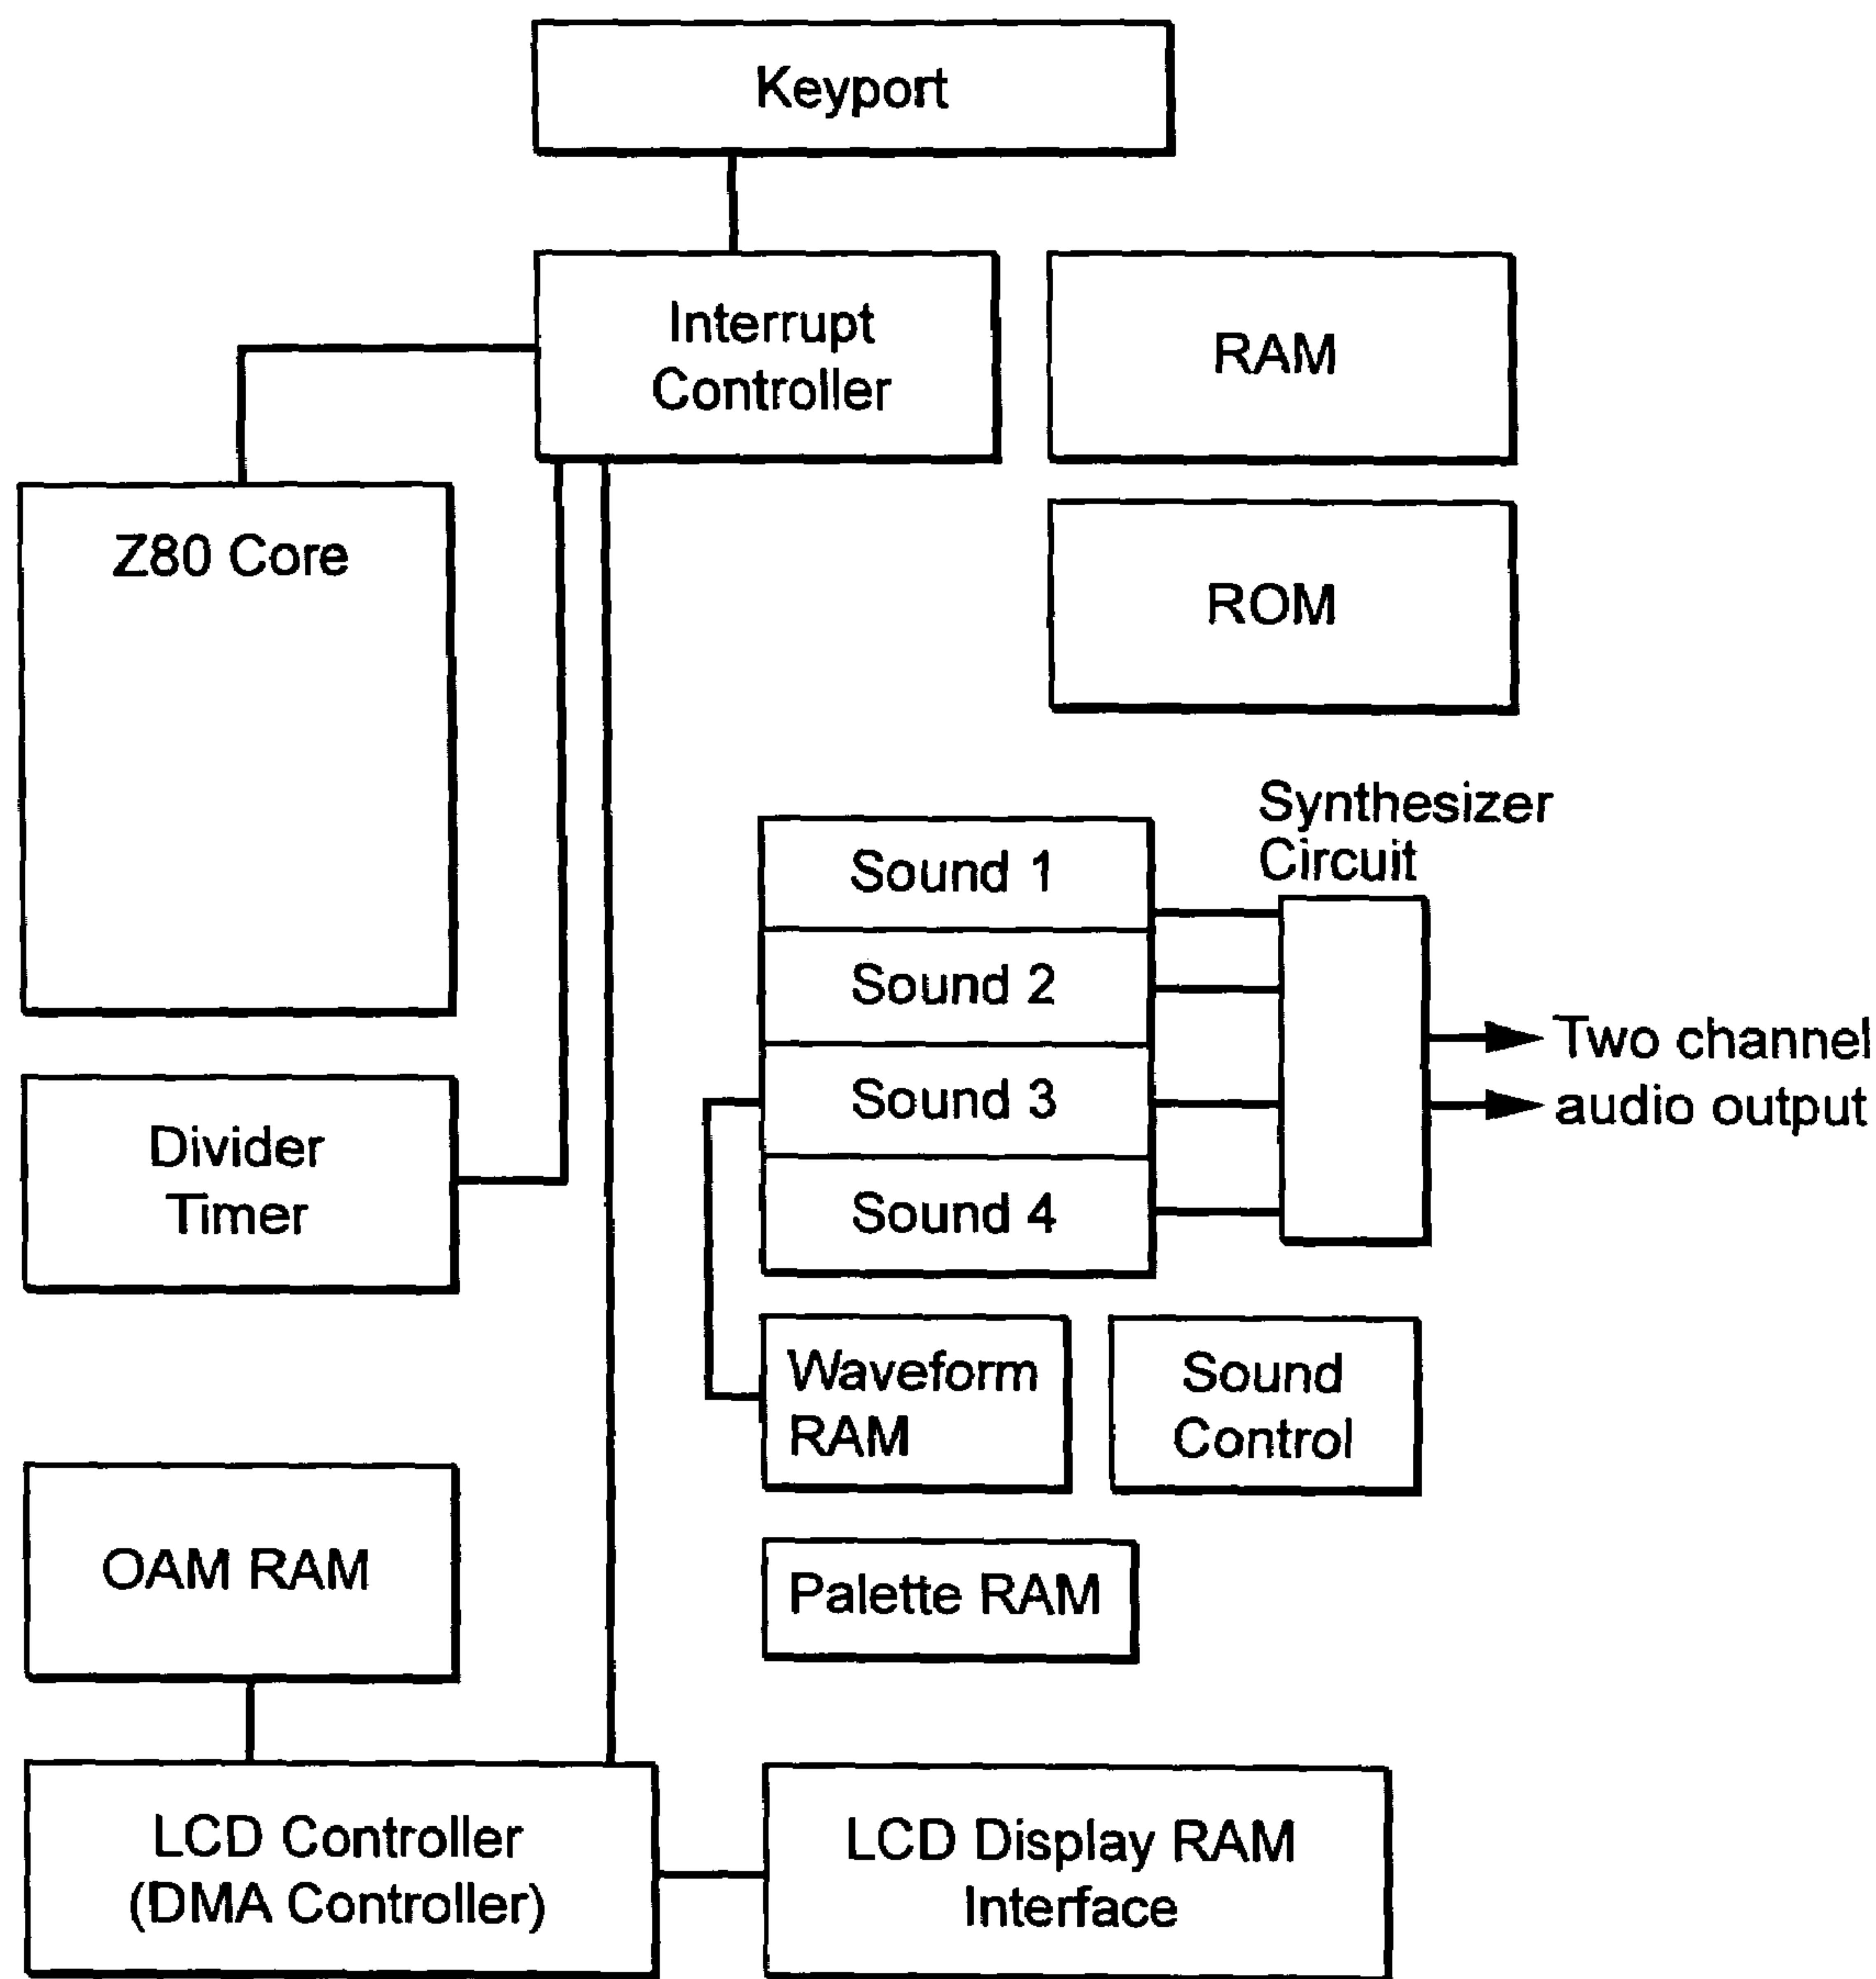 Keyport
Interrupt
Controller
RAM
Z80 Core
ROM
Synthesizer
Circuit
Sound 1
Sound 2
Sound 3
Sound 4
Two channel
audio output
Divider
Timer
Waveform
RAM
Sound
Control
OAM RAM
Palette RAM
LCD Controller
(DMA Controller)
LCD Display RAM
Interface